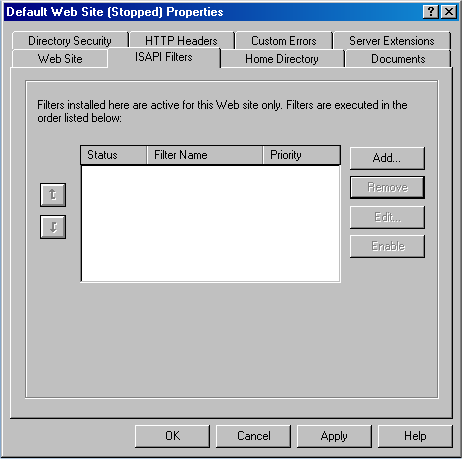 Default Web Site (Stopped) Properties
Directory Security HTTP Headers Custom Errors Server Extensions
Web Site ISAPI Filters Home Directory Documents
Filters installed here are active for this Web site only. Filters are executed in the
order listed below:
Status Filter Name Priority
Add...
Remove
Edit...
Enable
OK Cancel Apply Help